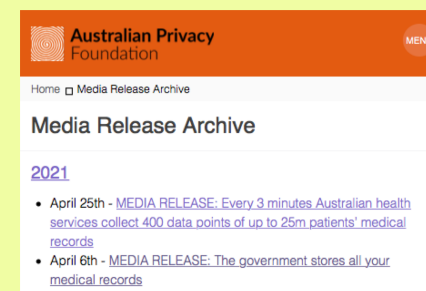 Australian Privacy
Foundation
MEN
Home Media Release Archive
Media Release Archive
2021
April 25th - MEDIA RELEASE: Every 3 minutes Australian health
services collect 400 data points of up to 25m patients' medical
records
April 6th - MEDIA RELEASE: The government stores all your
medical records